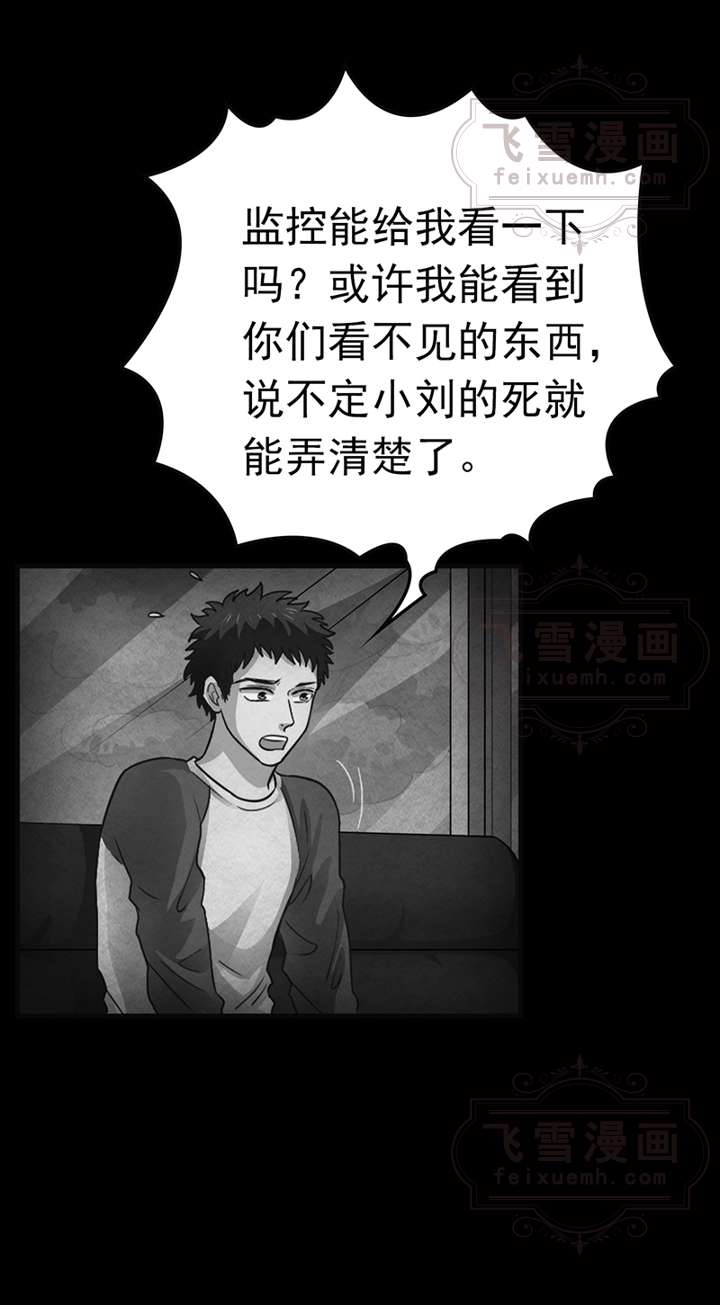 飞雪漫画
feixuemh.com
监控能给我看一下
吗？或许我能看到
你们看不见的东西，
说不定小刘的死就
能弄清楚了。
飞雪漫画
feixuemh.com
飞雪漫画
feixuemh.com